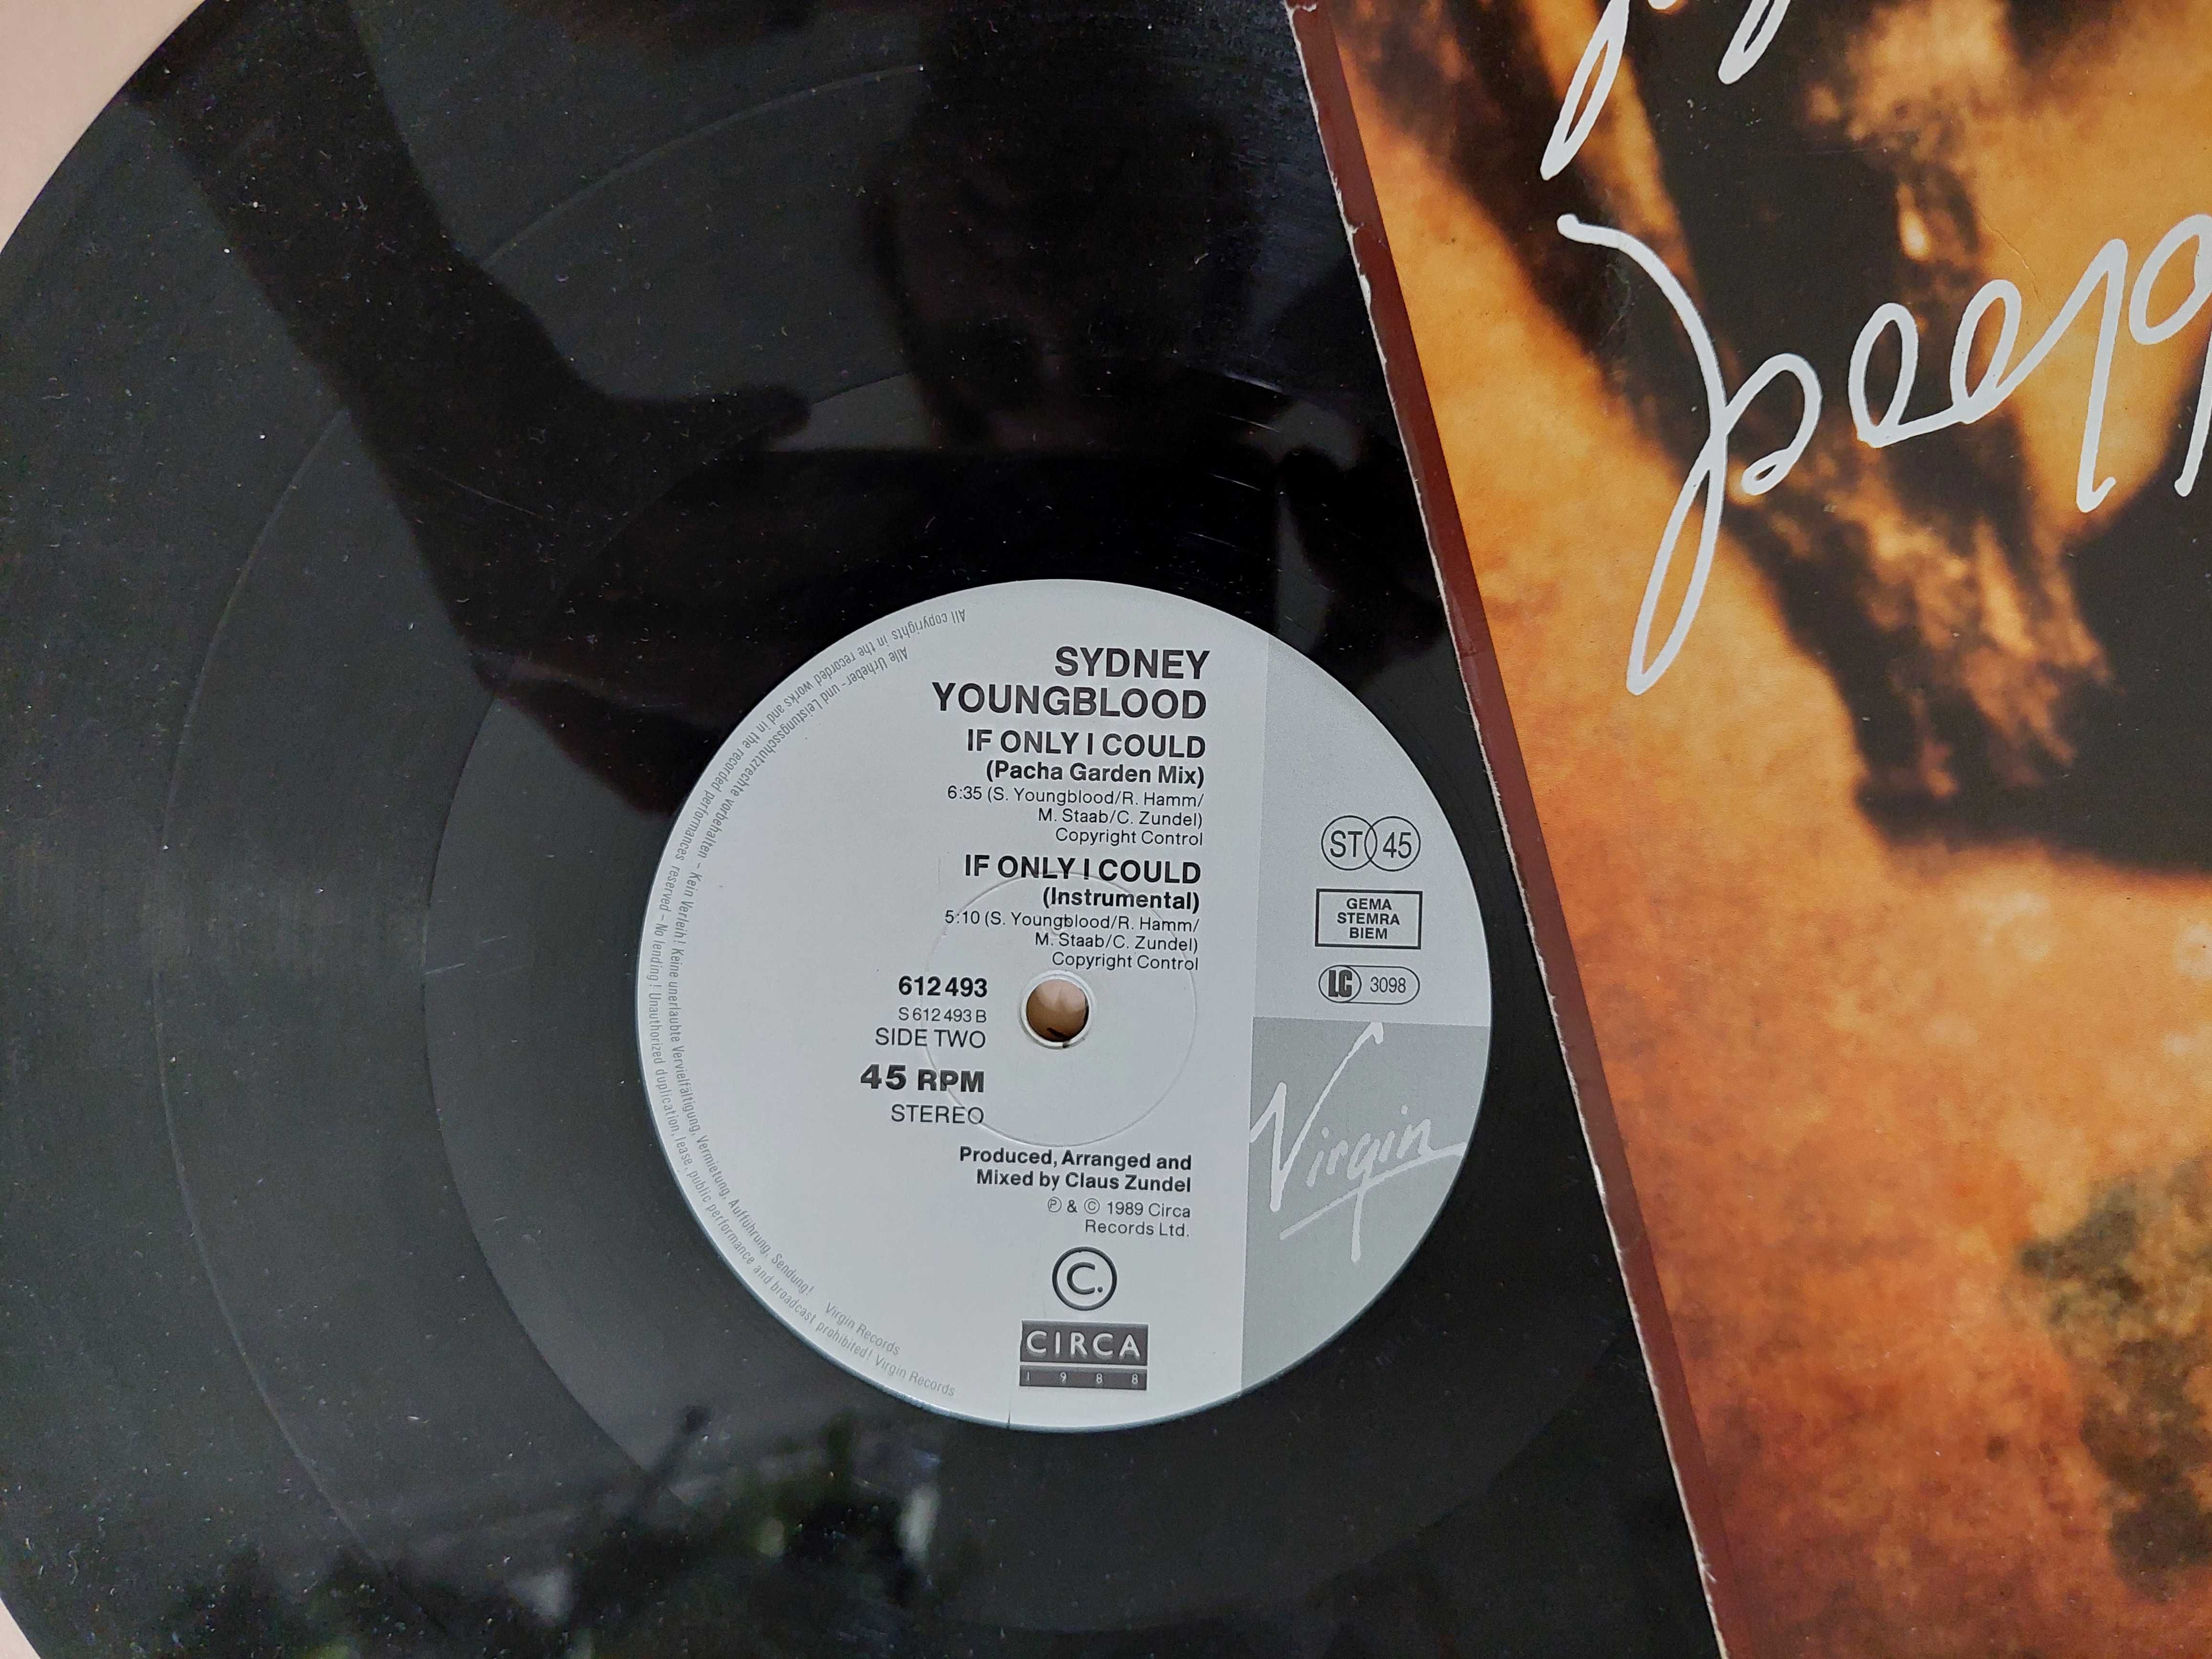 SYDNEY
YOUNGBLOOD
IF ONLY I COULD
(Pacha Garden Mix)
6:35 (S. Youngblood/R. Hamm/
M. Staab/C. Zundel)
Copyright Control
IF ONLY I COULD
(Instrumental)
5:10 (S. Youngblood/R. Hamm/
M. Staab/C. Zundel)
Copyright Control
612 493
S 612 493 B
SIDE TWO
45 RPM
STEREO
Produced, Arranged and
Mixed by Claus Zundel
℗ & © 1989 Circa
Records Ltd.
C.
CIRCA
1988
ST 45
GEMA
STEMRA
BIEM
LC 3098
Virgin
Alle Urheber- und Leistungsschutzrechte vorbehalten – Kein Verleih! Keine unerlaubte Vervielfältigung, Vermietung, Aufführung, Sendung! Virgin Records
All copyrights in the recorded works and in the recorded performances reserved – No lending! Unauthorized duplication, lease, public performance and broadcast prohibited! Virgin Records